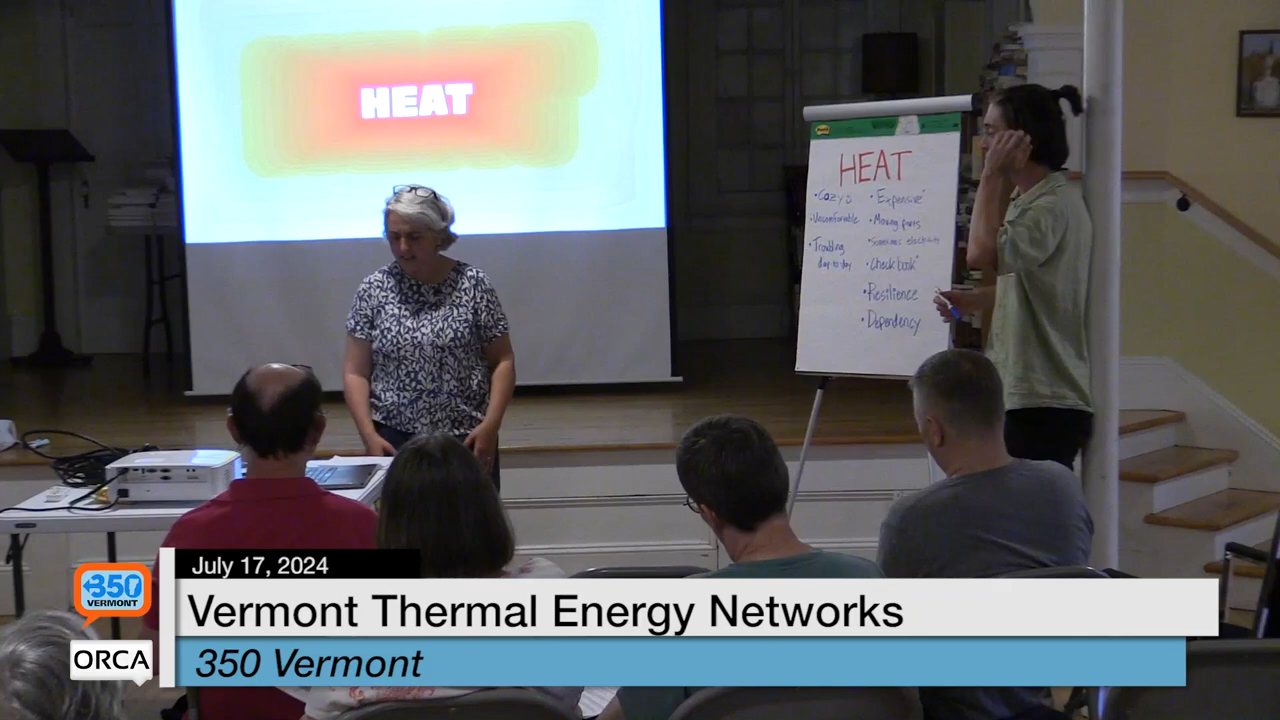 HEAT
HEAT
• Cozy
• Expensive
• Uncomfortable
• Moving parts
• Troubling
day-to-day
• Sometimes electricity
• Checkbook
• Resilience
• Dependency
July 17, 2024
350
VERMONT
Vermont Thermal Energy Networks
ORCA
350 Vermont